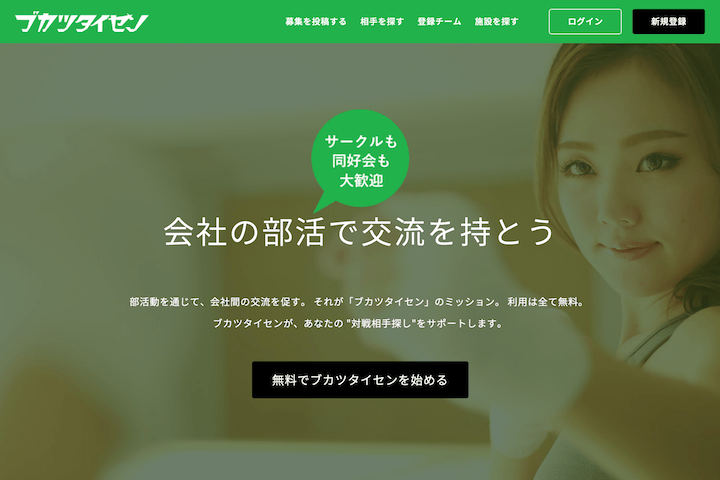 ブカツタイセン
募集を投稿する 相手を探す 登録チーム 施設を探す ログイン 新規登録
サークルも
同好会も
大歓迎
会社の部活で交流を持とう
部活動を通じて、会社間の交流を促す。 それが「ブカツタイセン」のミッション。 利用は全て無料。
ブカツタイセンが、あなたの "対戦相手探し"をサポートします。
無料でブカツタイセンを始める